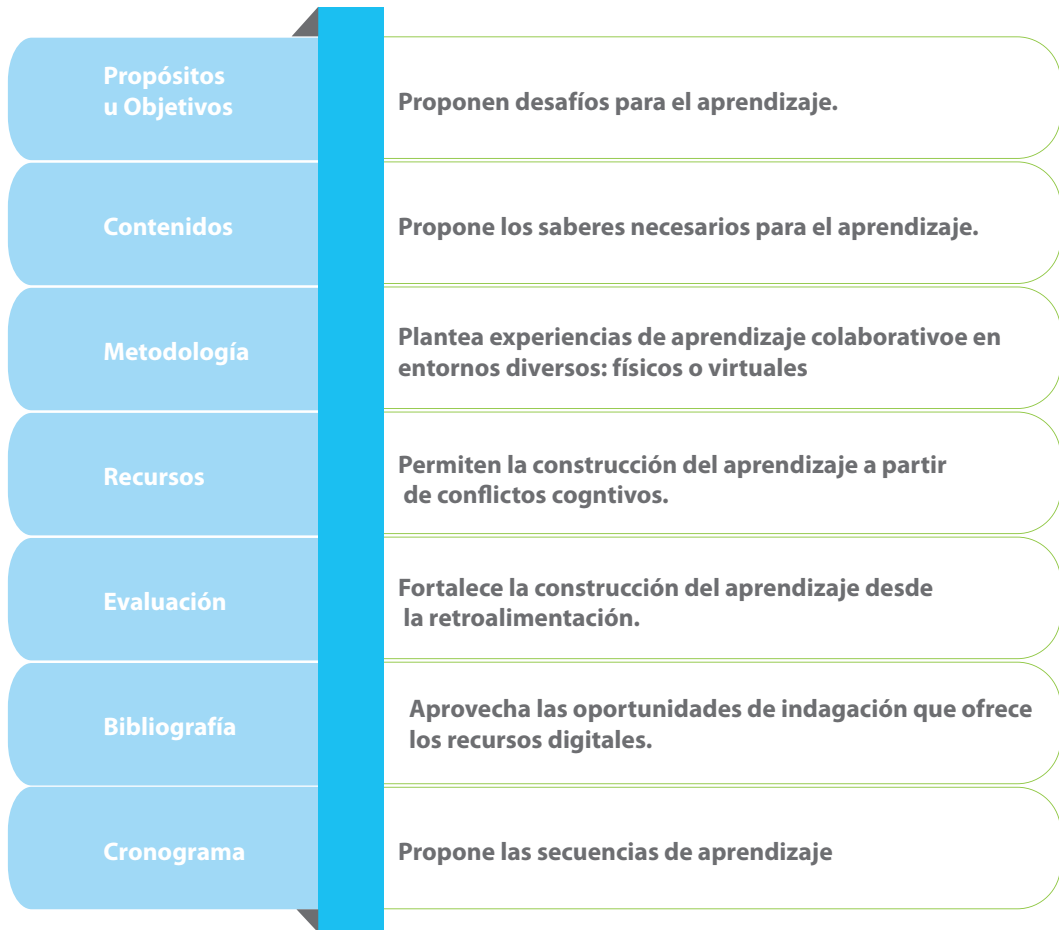 Propósitos
u Objetivos
Proponen desafíos para el aprendizaje.
Contenidos
Propone los saberes necesarios para el aprendizaje.
Metodología
Plantea experiencias de aprendizaje colaborativoe en
entornos diversos: físicos o virtuales
Recursos
Permiten la construcción del aprendizaje a partir
de conflictos cogntivos.
Evaluación
Fortalece la construcción del aprendizaje desde
la retroalimentación.
Bibliografía
Aprovecha las oportunidades de indagación que ofrece
los recursos digitales.
Cronograma
Propone las secuencias de aprendizaje